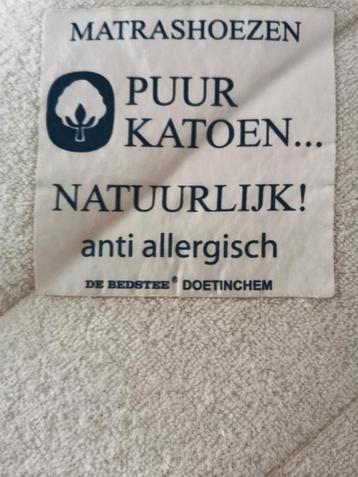 MATRASHOEZEN
PUUR
KATOEN...
NATUURLIJK!
anti allergisch
DE BEDSTEE® DOETINCHEM